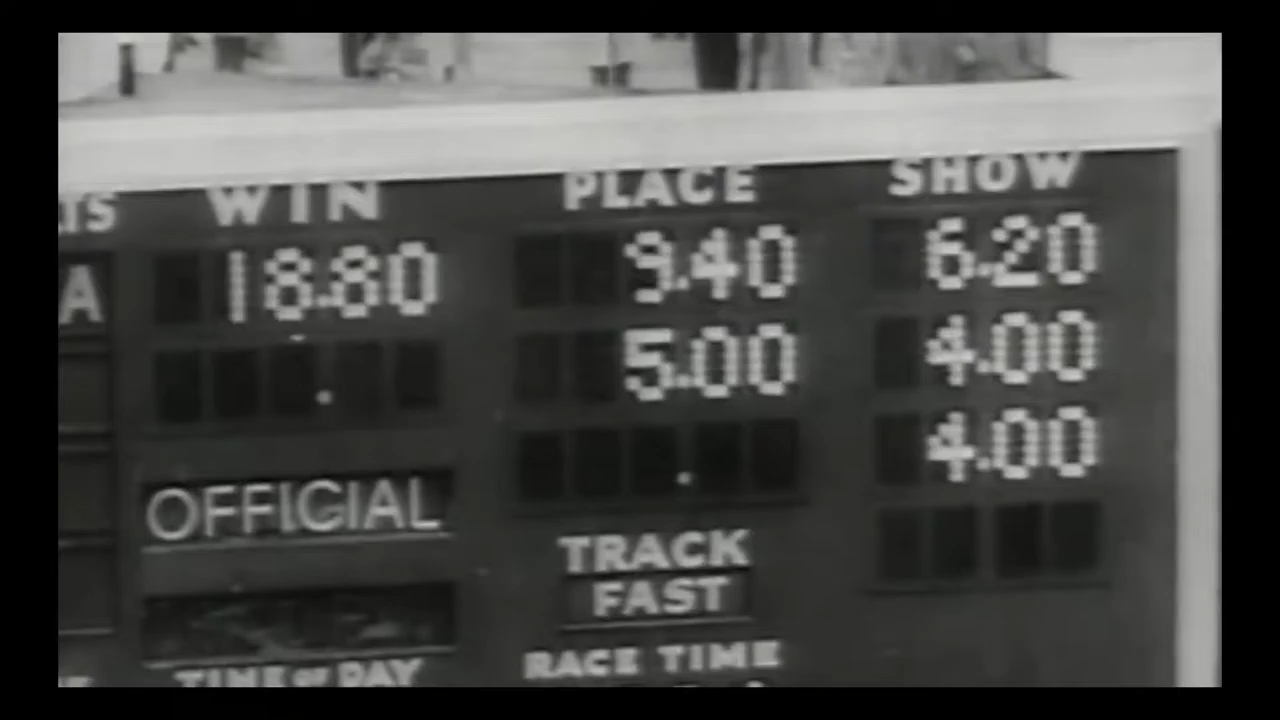 WIN PLACE SHOW
A 18.80 9.40 6.20
5.00 4.00
4.00
OFFICIAL
TRACK
FAST
RACE TIME
TIME OF DAY